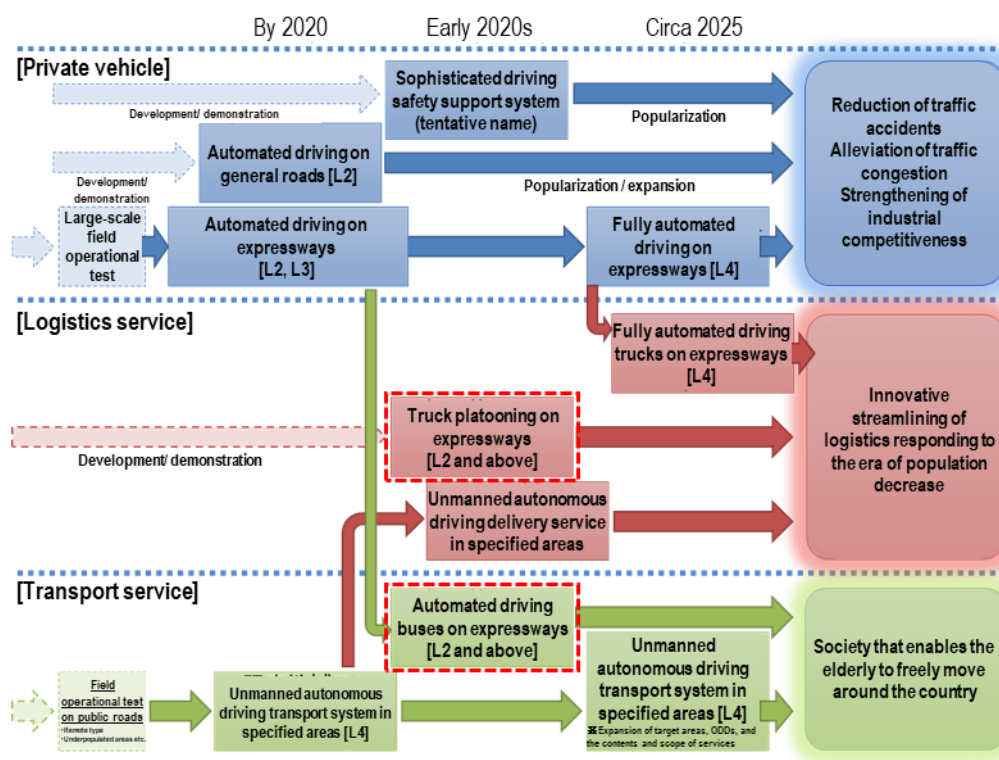 By 2020
Early 2020s
Circa 2025
[Private vehicle]
Development/ demonstration
Sophisticated driving
safety support system
(tentative name)
Popularization
Development/
demonstration
Automated driving on
general roads [L2]
Popularization / expansion
Large-scale
field
operational
test
Automated driving on
expressways
[L2, L3]
Fully automated
driving on
expressways [L4]
Reduction of traffic
accidents
Alleviation of traffic
congestion
Strengthening of
industrial
competitiveness
[Logistics service]
Fully automated driving
trucks on expressways
[L4]
Development/ demonstration
Truck platooning on
expressways
[L2 and above]
Unmanned autonomous
driving delivery service
in specified areas
Innovative
streamlining of
logistics responding to
the era of population
decrease
[Transport service]
Automated driving
buses on expressways
[L2 and above]
Field
operational test
on public roads
・Remote type
・Underpopulated areas etc.
Unmanned autonomous
driving transport system in
specified areas [L4]
Unmanned
autonomous driving
transport system in
specified areas [L4]
※Expansion of target areas, ODDs, and
the contents and scope of services
Society that enables the
elderly to freely move
around the country